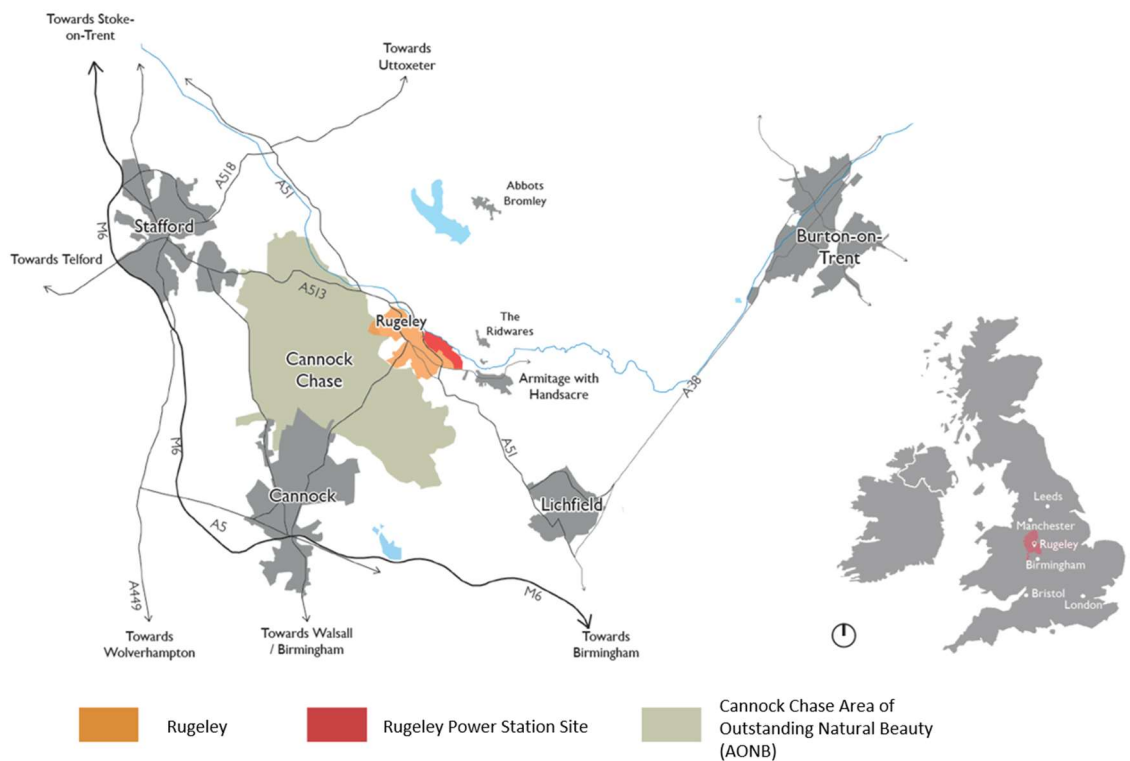 Towards Stoke-
on-Trent
Towards
Uttoxeter
A518
A51
Abbots
Bromley
Stafford
M6
Burton-on-
Trent
Towards Telford
A513
Rugeley
The
Ridwares
Cannock
Chase
Armitage with
Handsacre
A38
M6
A51
Cannock
Lichfield
A5
A449
M6
Towards
Wolverhampton
Towards Walsall
/ Birmingham
Towards
Birmingham
Leeds
Manchester
Rugeley
Birmingham
Bristol
London
Rugeley
Rugeley Power Station Site
Cannock Chase Area of
Outstanding Natural Beauty
(AONB)